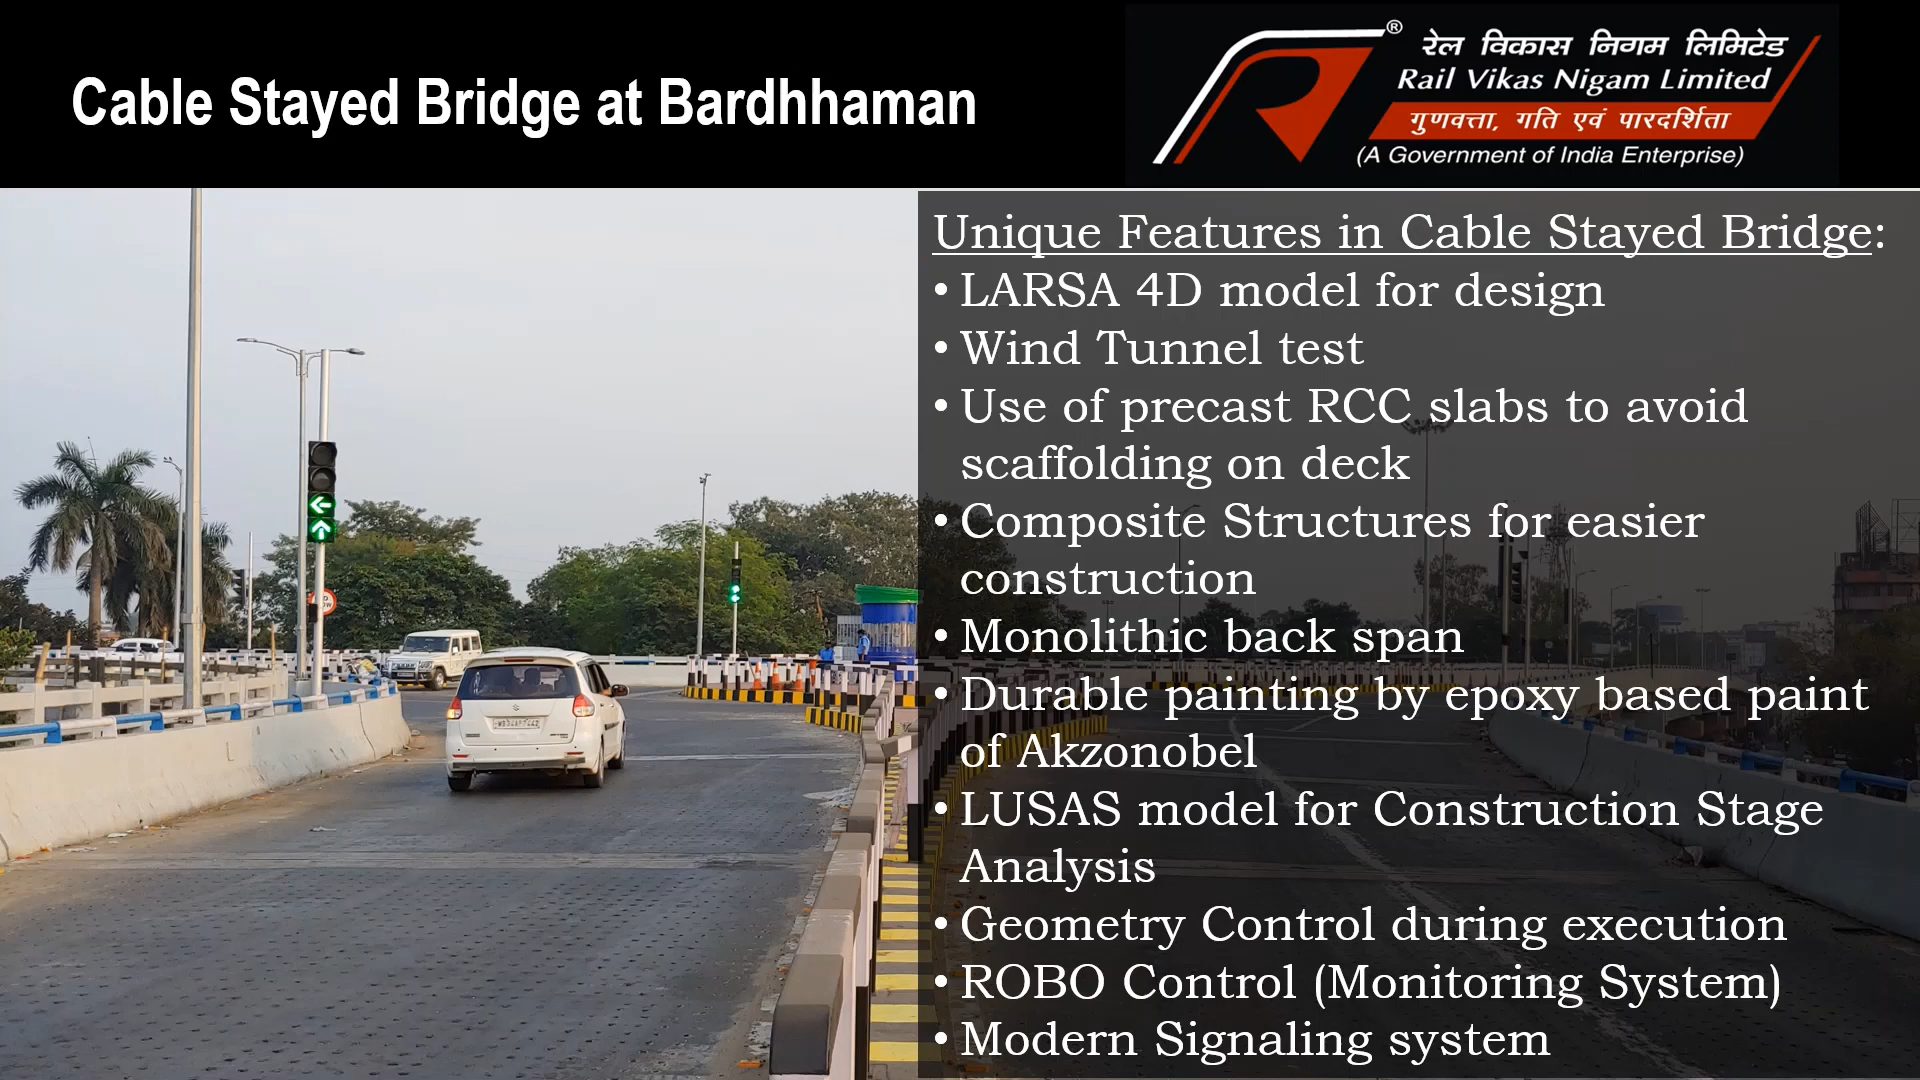 Cable Stayed Bridge at Bardhhaman
®
रेल विकास निगम लिमिटेड
Rail Vikas Nigam Limited
गुणवत्ता, गति एवं पारदर्शिता
(A Government of India Enterprise)
Unique Features in Cable Stayed Bridge:
• LARSA 4D model for design
• Wind Tunnel test
• Use of precast RCC slabs to avoid
scaffolding on deck
• Composite Structures for easier
construction
• Monolithic back span
• Durable painting by epoxy based paint
of Akzonobel
• LUSAS model for Construction Stage
Analysis
• Geometry Control during execution
• ROBO Control (Monitoring System)
• Modern Signaling system